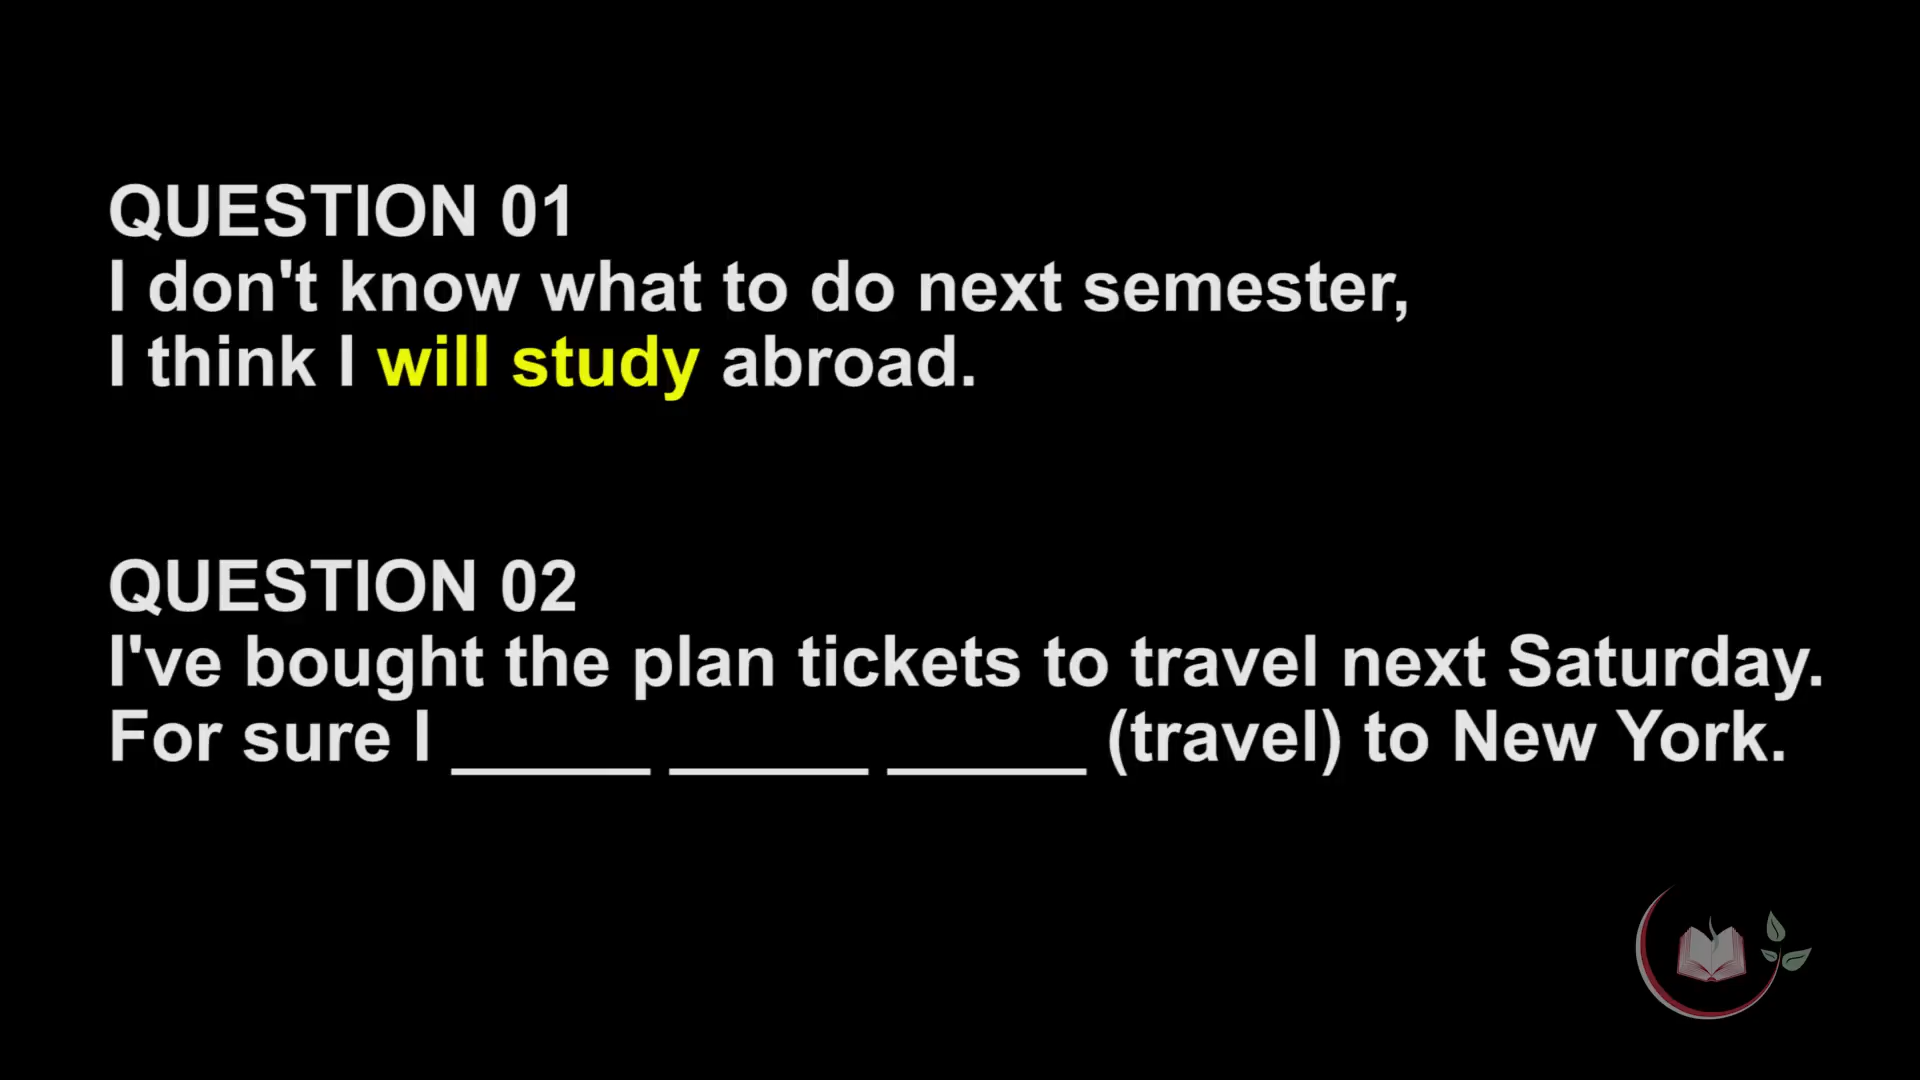 QUESTION 01
I don't know what to do next semester,
I think I will study abroad.
QUESTION 02
I've bought the plan tickets to travel next Saturday.
For sure I _____ _____ _____ (travel) to New York.